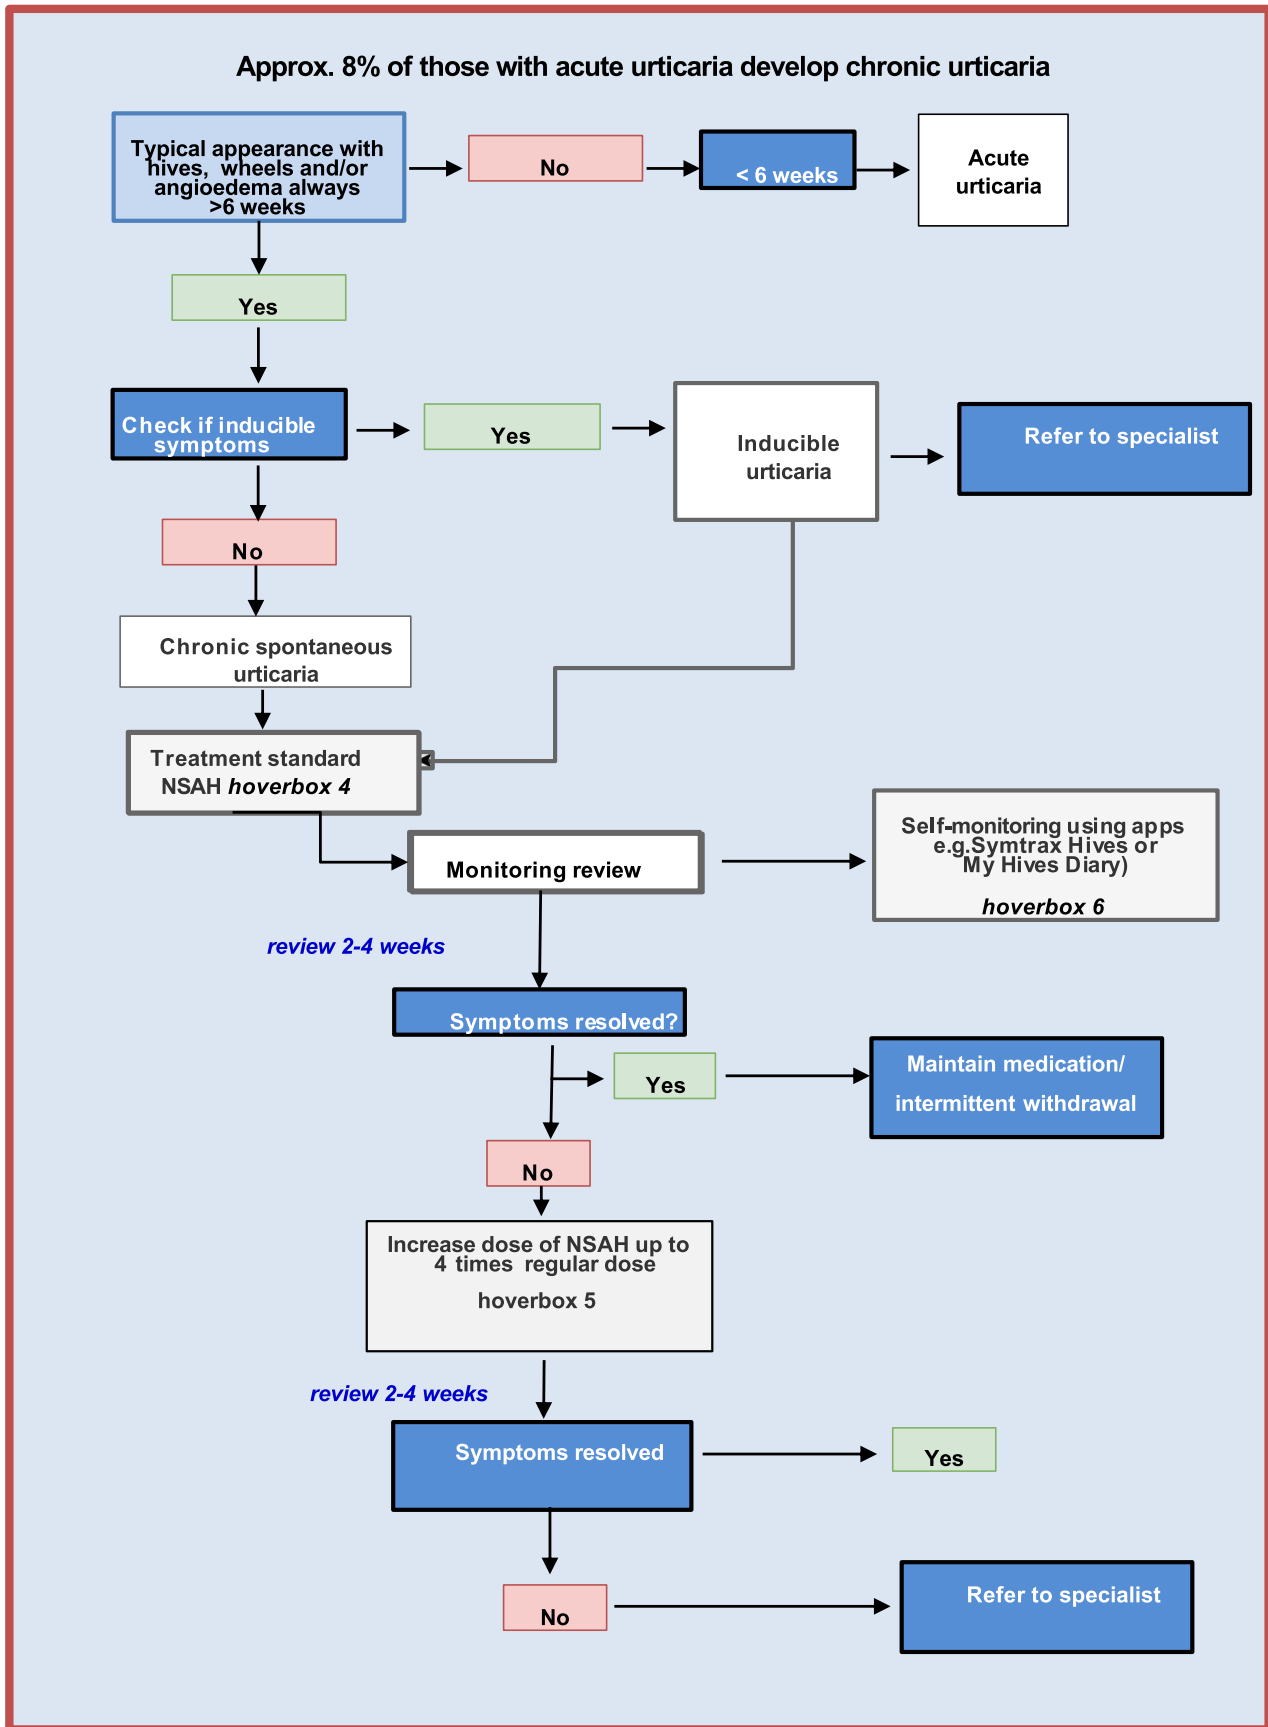 Approx. 8% of those with acute urticaria develop chronic urticaria
Typical appearance with
hives, wheels and/or
angioedema always
>6 weeks
No
< 6 weeks
Acute
urticaria
Yes
Check if inducible
symptoms
Yes
Inducible
urticaria
Refer to specialist
No
Chronic spontaneous
urticaria
Treatment standard
NSAH hoverbox 4
Monitoring review
Self-monitoring using apps
e.g.Symtrax Hives or
My Hives Diary)
hoverbox 6
review 2-4 weeks
Symptoms resolved?
Yes
Maintain medication/
intermittent withdrawal
No
Increase dose of NSAH up to
4 times regular dose
hoverbox 5
review 2-4 weeks
Symptoms resolved
Yes
No
Refer to specialist